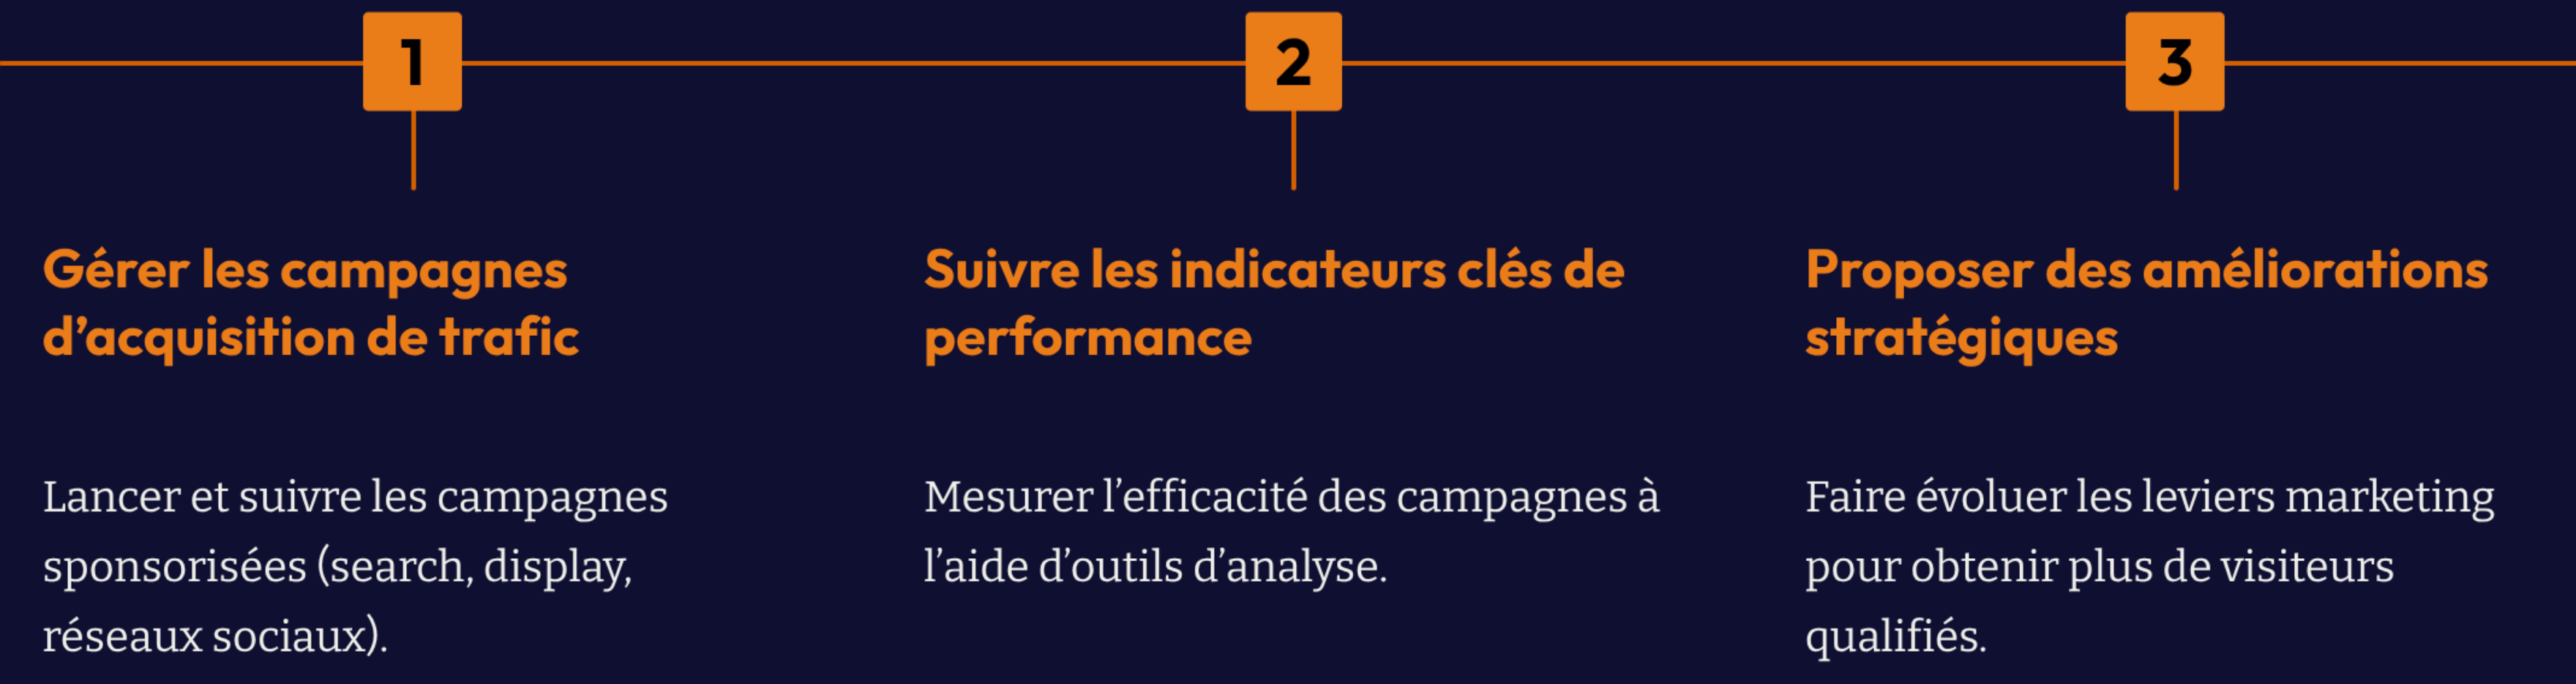 1
2
3
Gérer les campagnes
d’acquisition de trafic
Lancer et suivre les campagnes
sponsorisées (search, display,
réseaux sociaux).
Suivre les indicateurs clés de
performance
Mesurer l’efficacité des campagnes à
l’aide d’outils d’analyse.
Proposer des améliorations
stratégiques
Faire évoluer les leviers marketing
pour obtenir plus de visiteurs
qualifiés.